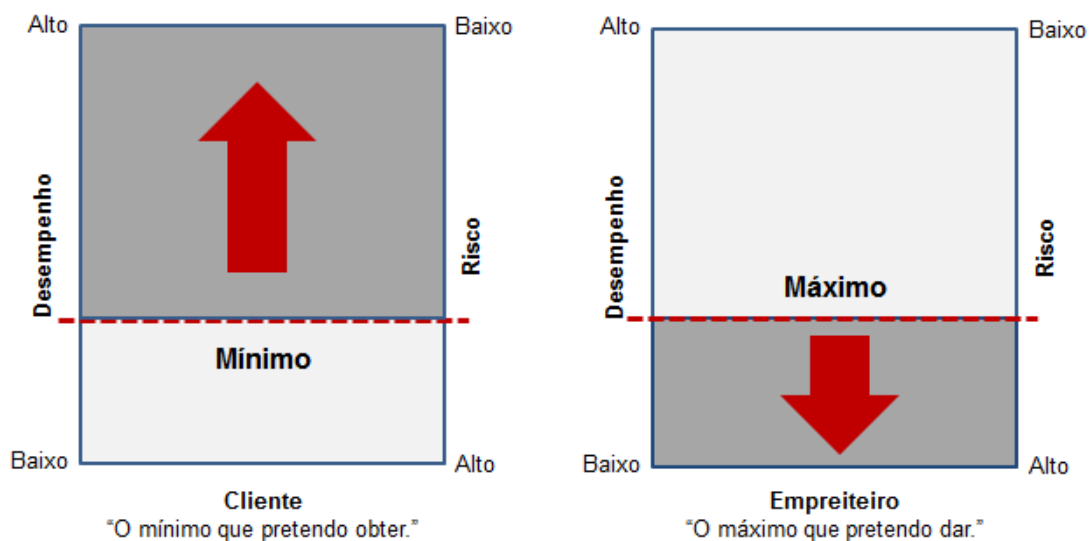 Alto
Baixo
Desempenho
Risco
Mínimo
Baixo
Alto
Cliente
“O mínimo que pretendo obter.”
Alto
Baixo
Desempenho
Risco
Máximo
Baixo
Alto
Empreiteiro
“O máximo que pretendo dar.”